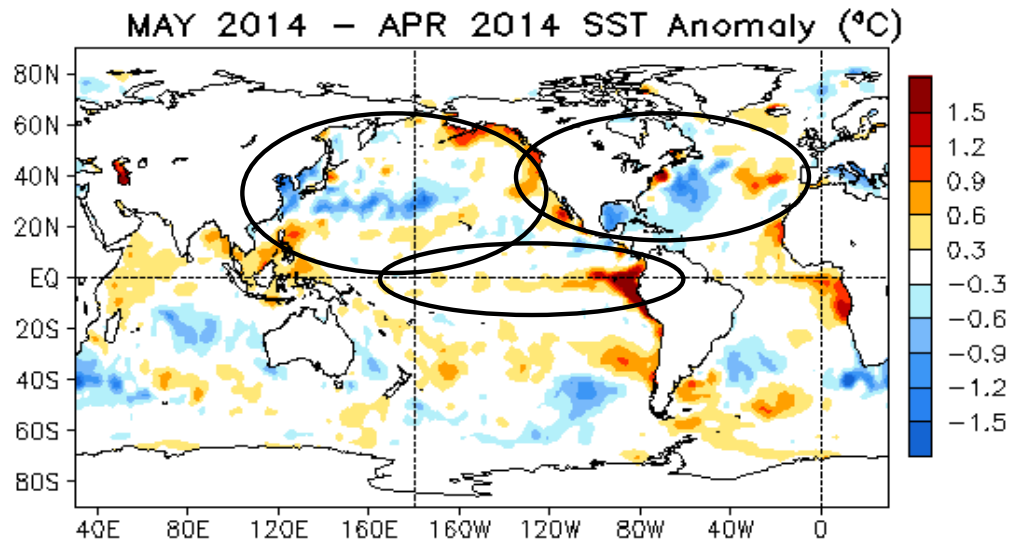 MAY 2014 – APR 2014 SST Anomaly (°C)
80N
60N
40N
20N
EQ
20S
40S
60S
80S
40E 80E 120E 160E 160W 120W 80W 40W 0
1.5
1.2
0.9
0.6
0.3
−0.3
−0.6
−0.9
−1.2
−1.5